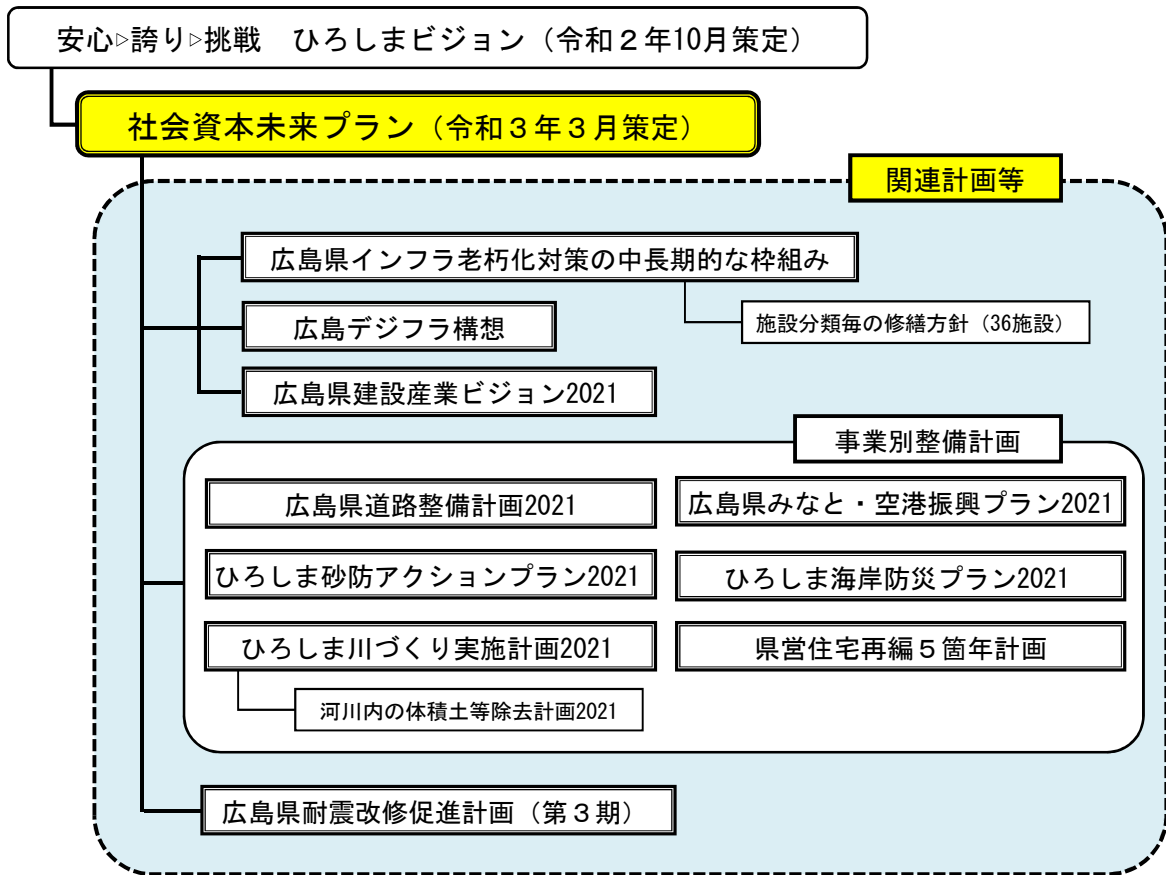 安心▷誇り▷挑戦　ひろしまビジョン（令和２年10月策定）
社会資本未来プラン（令和３年３月策定）
関連計画等
広島県インフラ老朽化対策の中長期的な枠組み
施設分類毎の修繕方針（36施設）
広島デジフラ構想
広島県建設産業ビジョン2021
事業別整備計画
広島県道路整備計画2021
広島県みなと・空港振興プラン2021
ひろしま砂防アクションプラン2021
ひろしま海岸防災プラン2021
ひろしま川づくり実施計画2021
県営住宅再編５箇年計画
河川内の体積土等除去計画2021
広島県耐震改修促進計画（第３期）